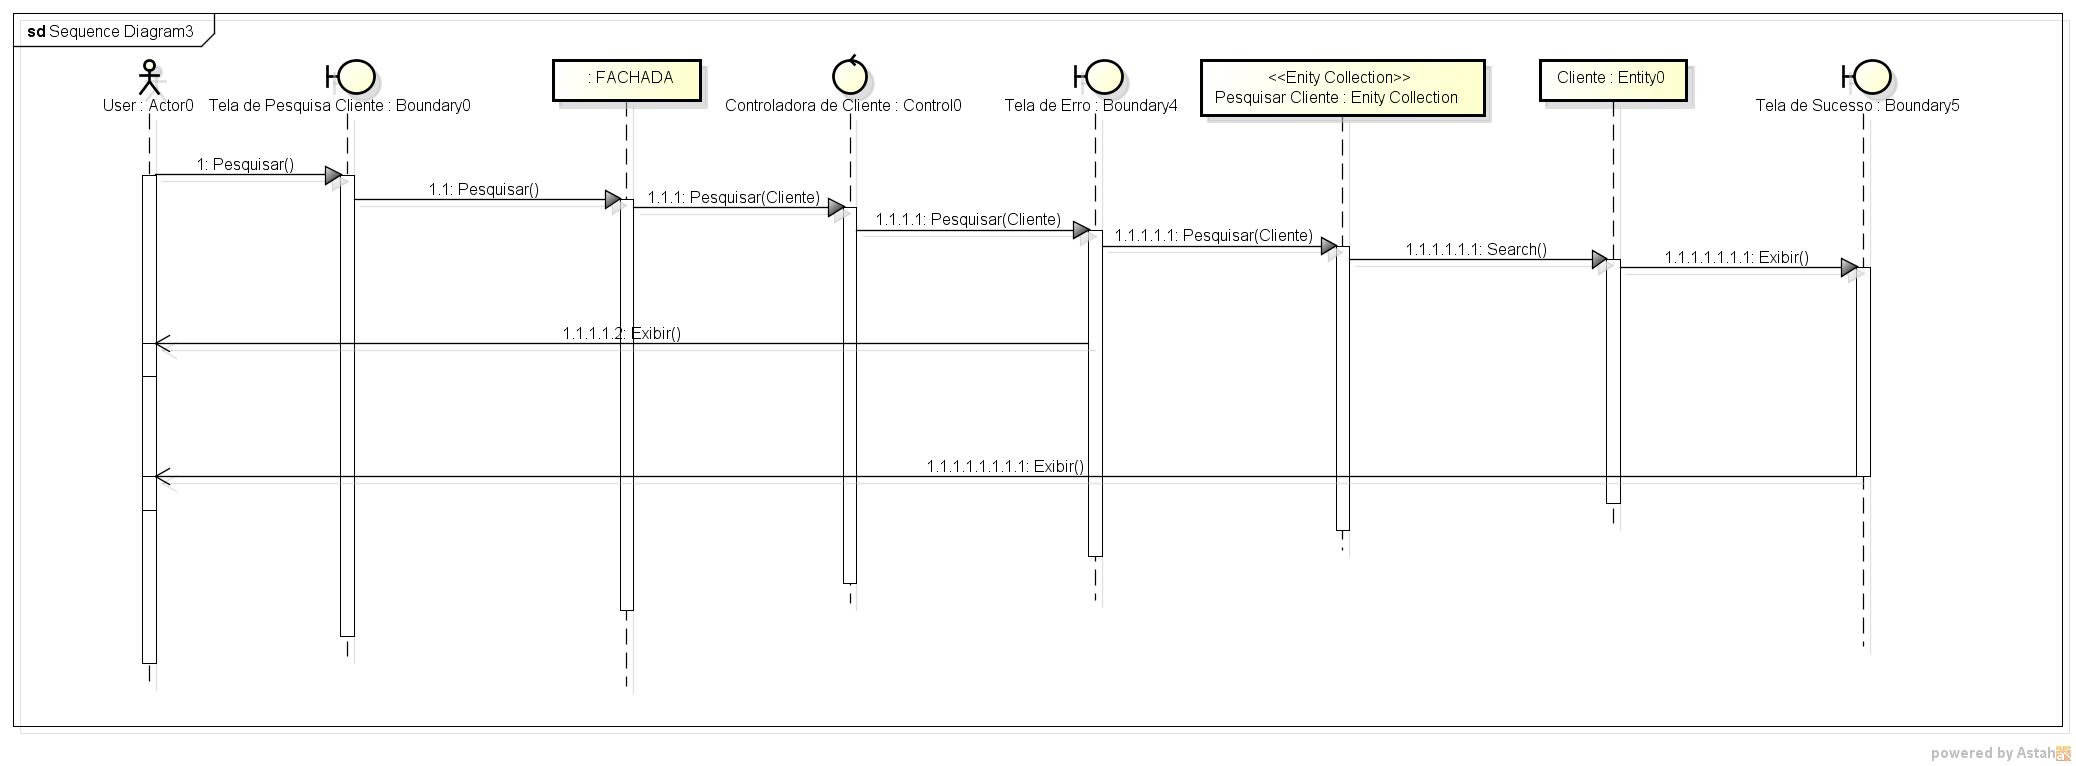 sd Sequence Diagram3
User : Actor0
Tela de Pesquisa Cliente : Boundary0
: FACHADA
Controladora de Cliente : Control0
Tela de Erro : Boundary4
<<Enity Collection>>
Pesquisar Cliente : Enity Collection
Cliente : Entity0
Tela de Sucesso : Boundary5
1: Pesquisar()
1.1: Pesquisar()
1.1.1: Pesquisar(Cliente)
1.1.1.1: Pesquisar(Cliente)
1.1.1.1.1: Pesquisar(Cliente)
1.1.1.1.1.1: Search()
1.1.1.1.1.1.1: Exibir()
1.1.1.1.2: Exibir()
1.1.1.1.1.1.1.1: Exibir()
powered by Astah